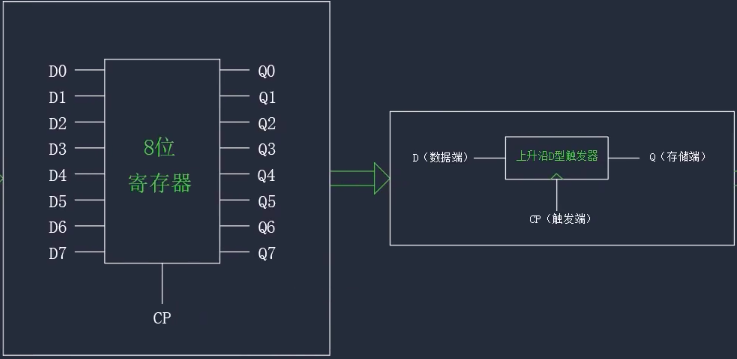 D0
Q0
D1
Q1
D2
Q2
D3
Q3
D4
Q4
D5
Q5
D6
Q6
D7
Q7
8位
寄存器
CP
D（数据端）
上升沿D型触发器
Q（存储端）
CP（触发端）